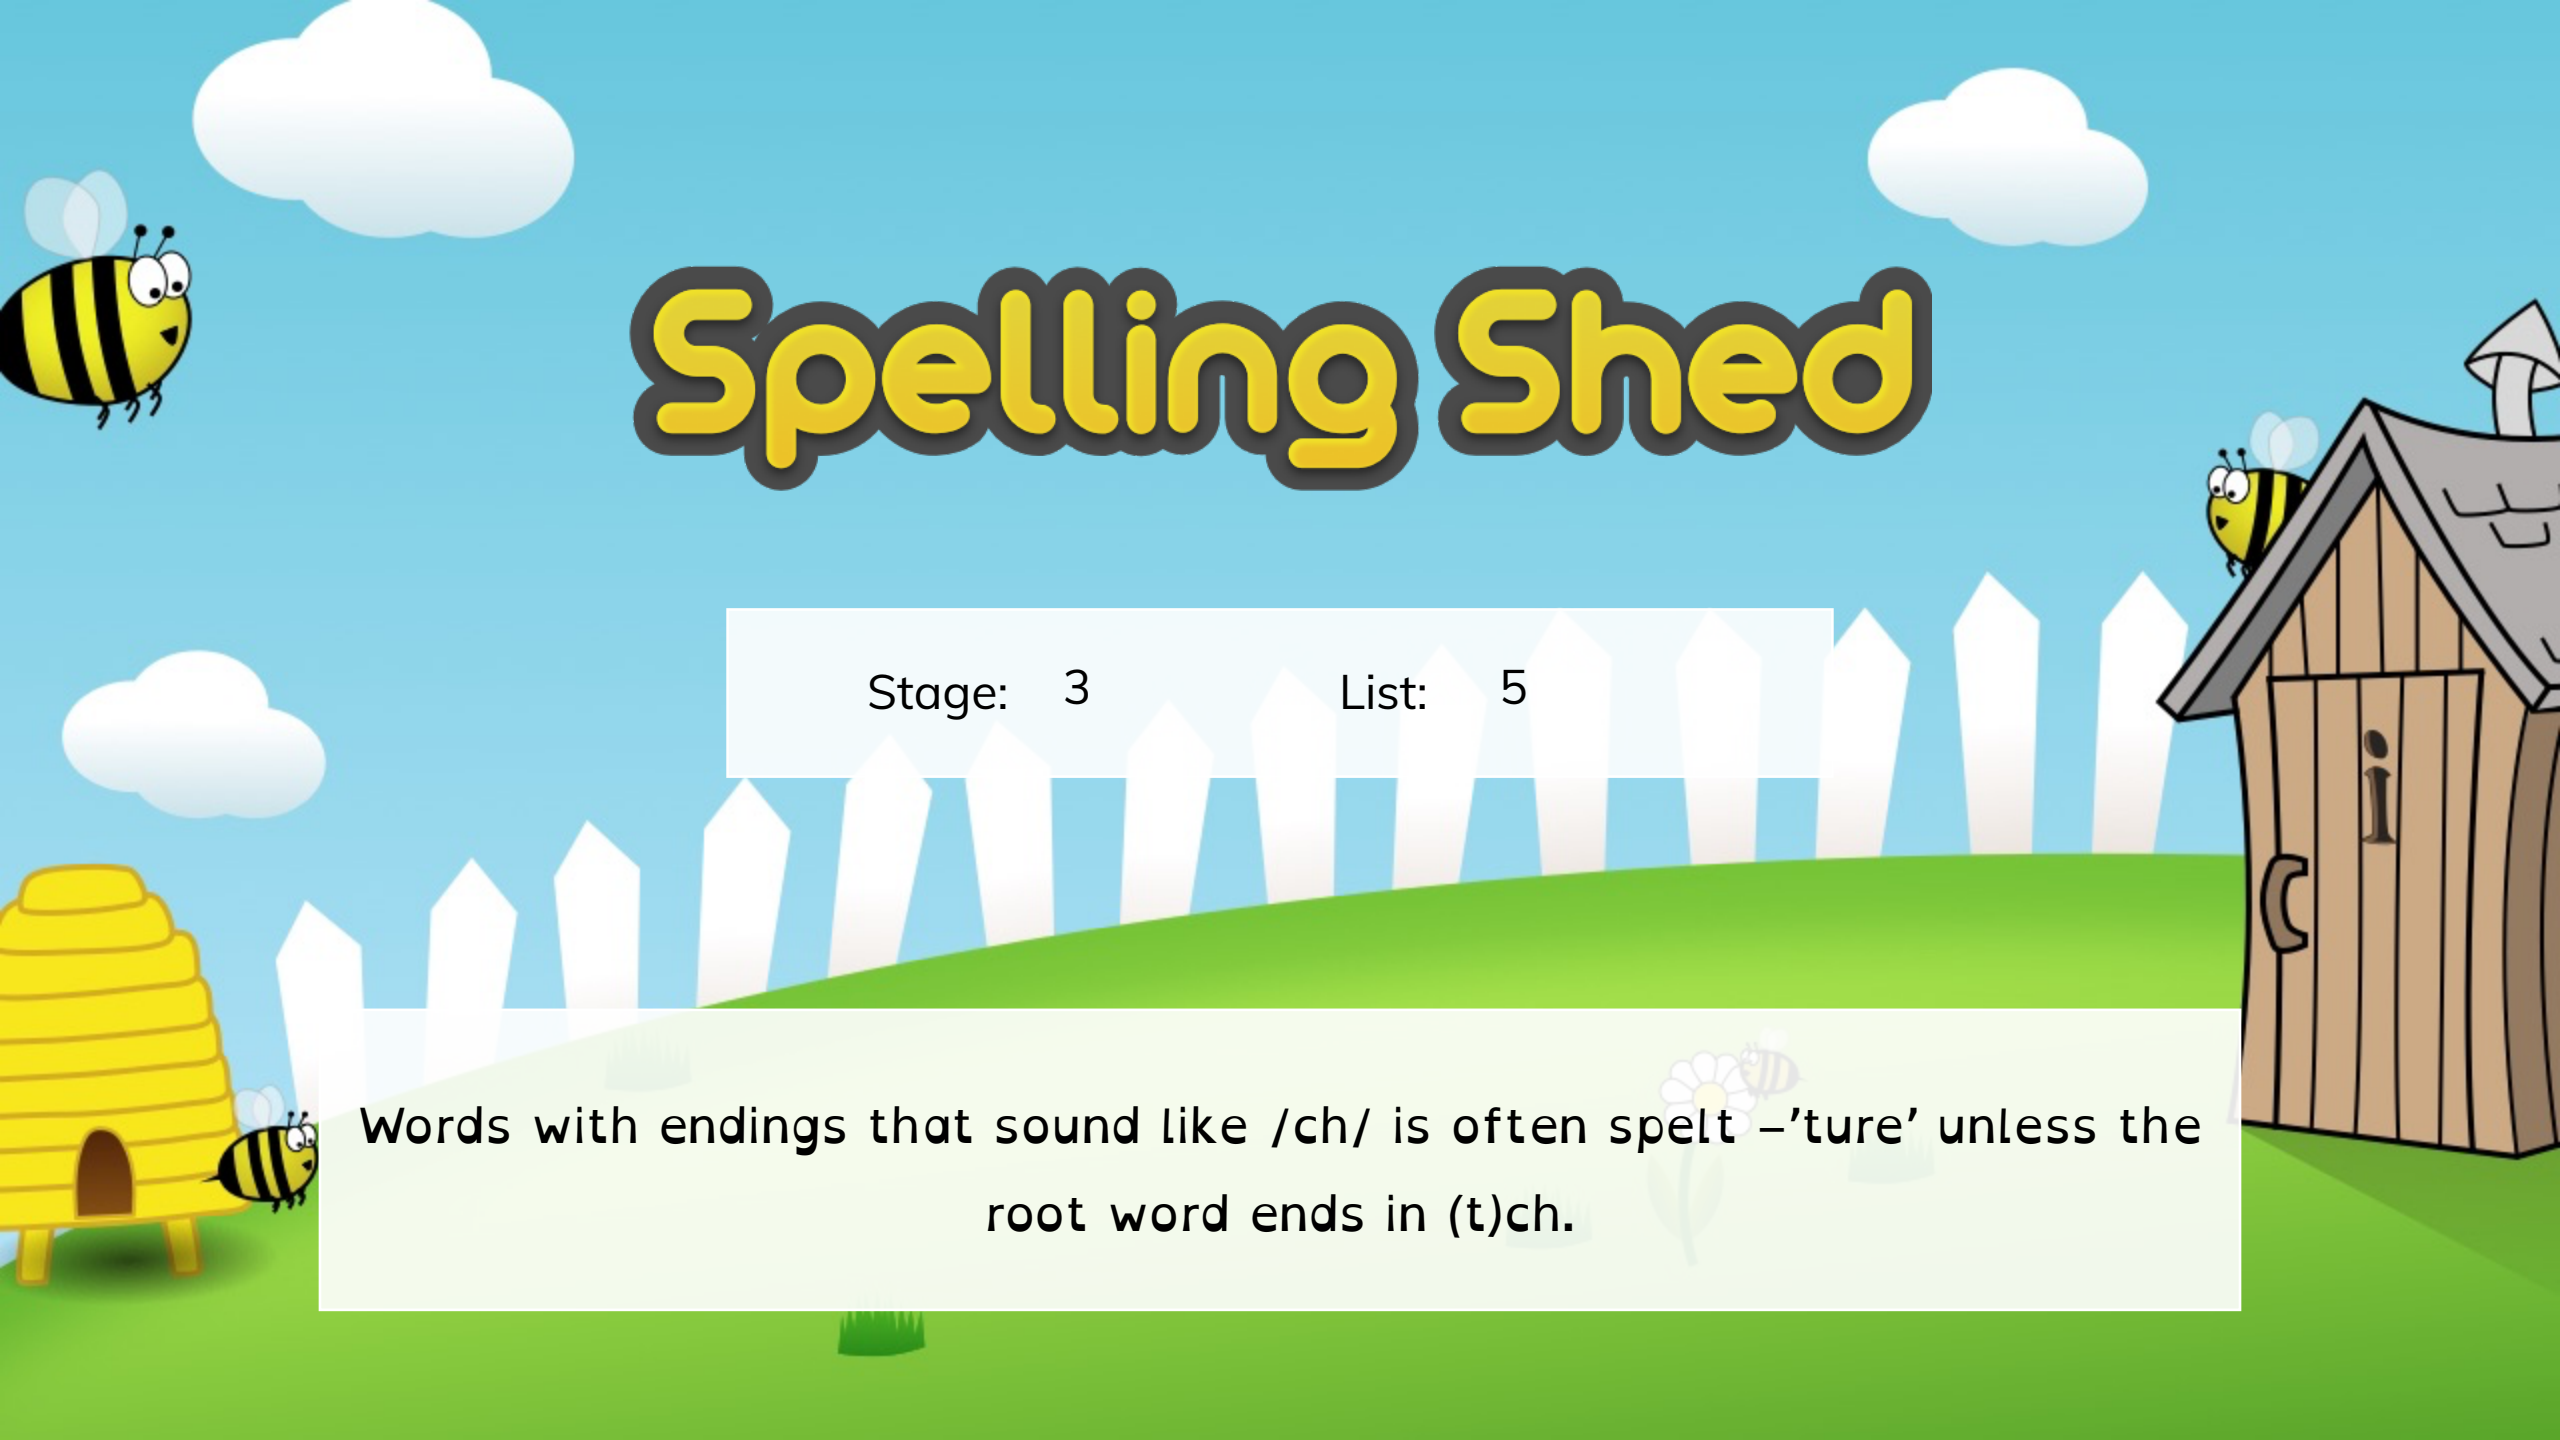 Spelling Shed
Stage: 3 List: 5
i
Words with endings that sound like /ch/ is often spelt –’ture’ unless the
root word ends in (t)ch.